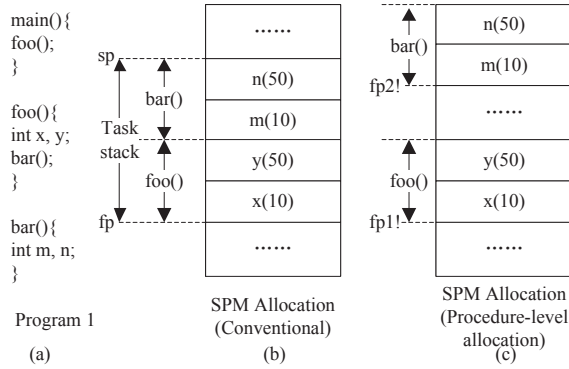 main(){
foo();
}
foo(){
int x, y;
bar();
}
bar(){
int m, n;
}
Program 1
(a)
sp
Task
stack
fp
bar()
foo()
......
n(50)
m(10)
y(50)
x(10)
......
SPM Allocation
(Conventional)
(b)
bar()
fp2!
foo()
fp1!
n(50)
m(10)
......
y(50)
x(10)
......
SPM Allocation
(Procedure-level
allocation)
(c)